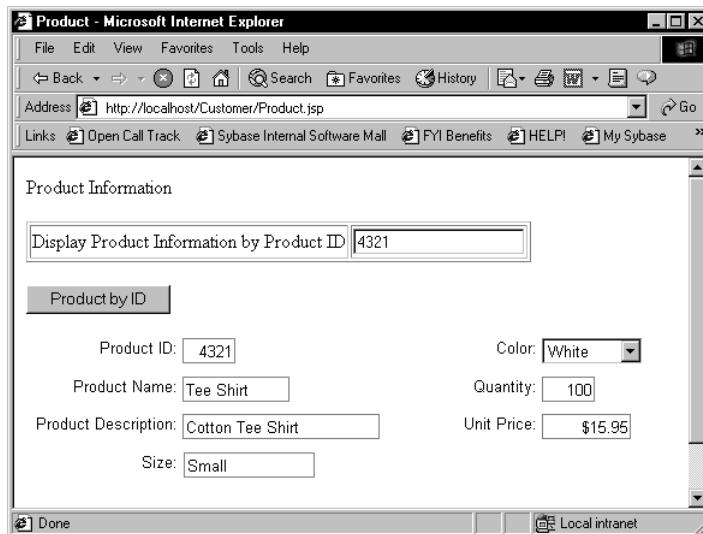 Product - Microsoft Internet Explorer
File Edit View Favorites Tools Help
Back Search Favorites History
Address http://localhost/Customer/Product.jsp Go
Links Open Call Track Sybase Internal Software Mall FYI Benefits HELP! My Sybase »
Product Information
Display Product Information by Product ID 4321
Product by ID
Product ID: 4321 Color: White
Product Name: Tee Shirt Quantity: 100
Product Description: Cotton Tee Shirt Unit Price: $15.95
Size: Small
Done Local intranet